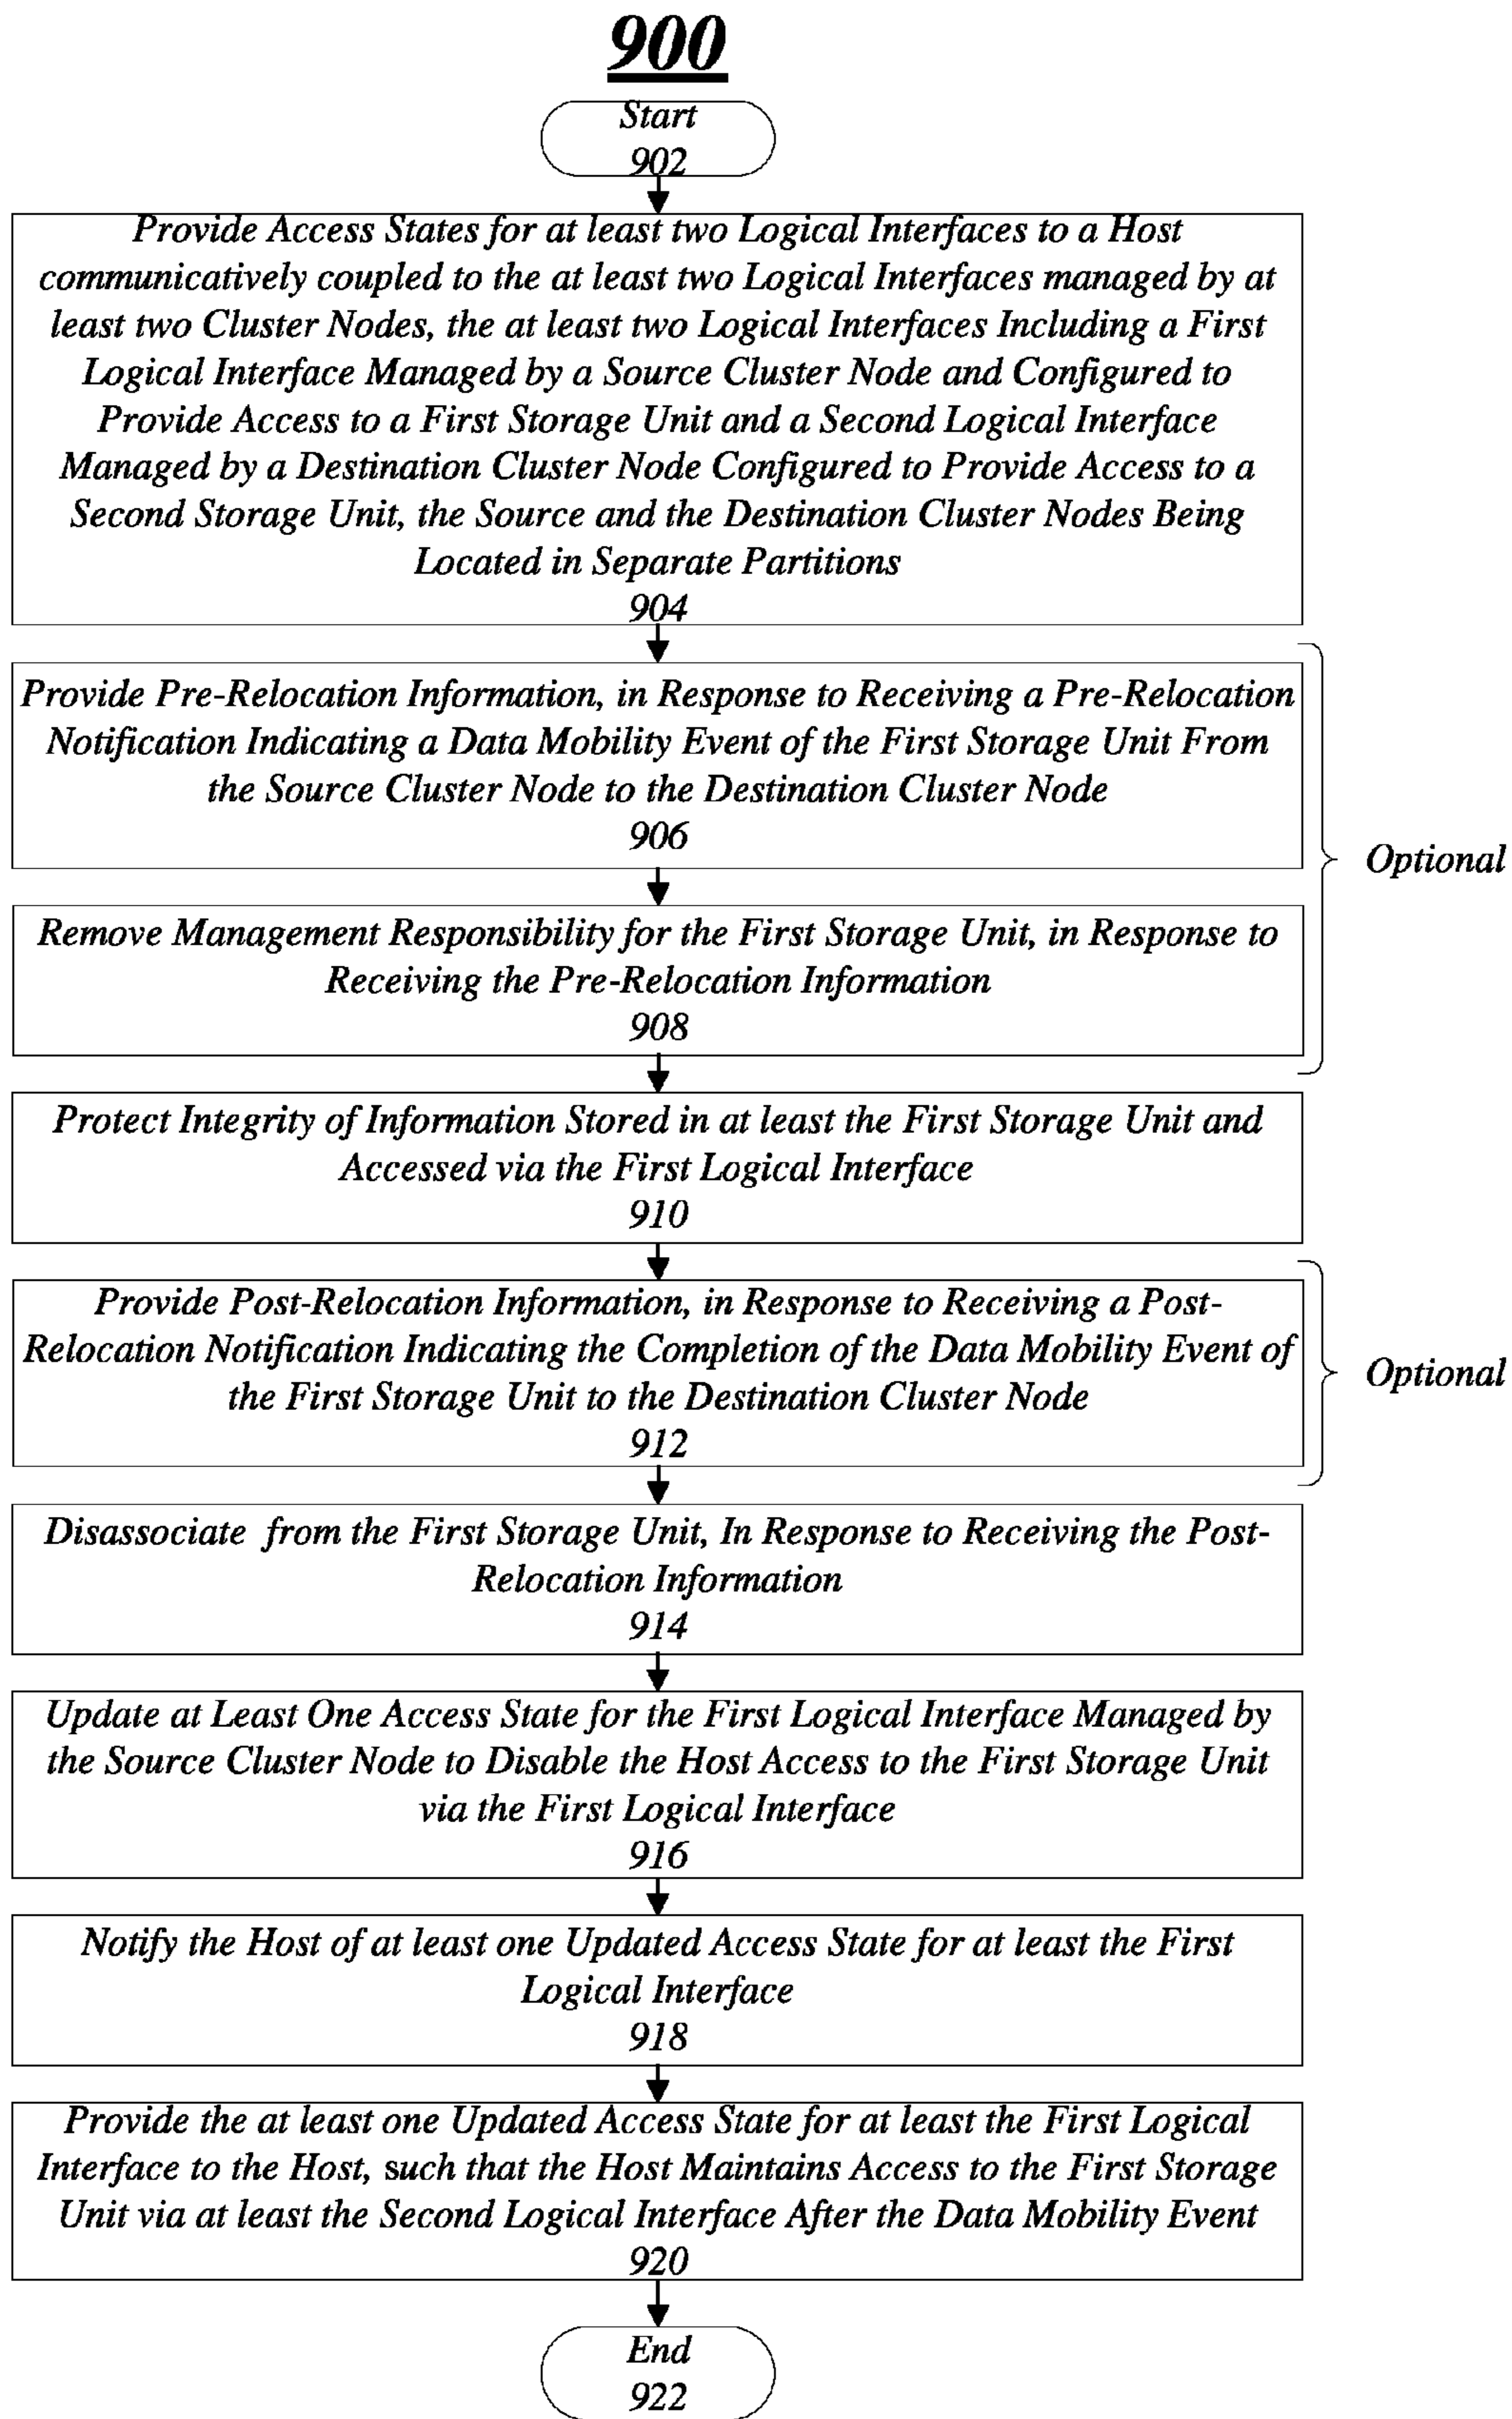 900
Start
902
Provide Access States for at least two Logical Interfaces to a Host
communicatively coupled to the at least two Logical Interfaces managed by at
least two Cluster Nodes, the at least two Logical Interfaces Including a First
Logical Interface Managed by a Source Cluster Node and Configured to
Provide Access to a First Storage Unit and a Second Logical Interface
Managed by a Destination Cluster Node Configured to Provide Access to a
Second Storage Unit, the Source and the Destination Cluster Nodes Being
Located in Separate Partitions
904
Provide Pre-Relocation Information, in Response to Receiving a Pre-Relocation
Notification Indicating a Data Mobility Event of the First Storage Unit From
the Source Cluster Node to the Destination Cluster Node
906
Optional
Remove Management Responsibility for the First Storage Unit, in Response to
Receiving the Pre-Relocation Information
908
Protect Integrity of Information Stored in at least the First Storage Unit and
Accessed via the First Logical Interface
910
Provide Post-Relocation Information, in Response to Receiving a Post-
Relocation Notification Indicating the Completion of the Data Mobility Event of
the First Storage Unit to the Destination Cluster Node
912
Optional
Disassociate from the First Storage Unit, In Response to Receiving the Post-
Relocation Information
914
Update at Least One Access State for the First Logical Interface Managed by
the Source Cluster Node to Disable the Host Access to the First Storage Unit
via the First Logical Interface
916
Notify the Host of at least one Updated Access State for at least the First
Logical Interface
918
Provide the at least one Updated Access State for at least the First Logical
Interface to the Host, such that the Host Maintains Access to the First Storage
Unit via at least the Second Logical Interface After the Data Mobility Event
920
End
922